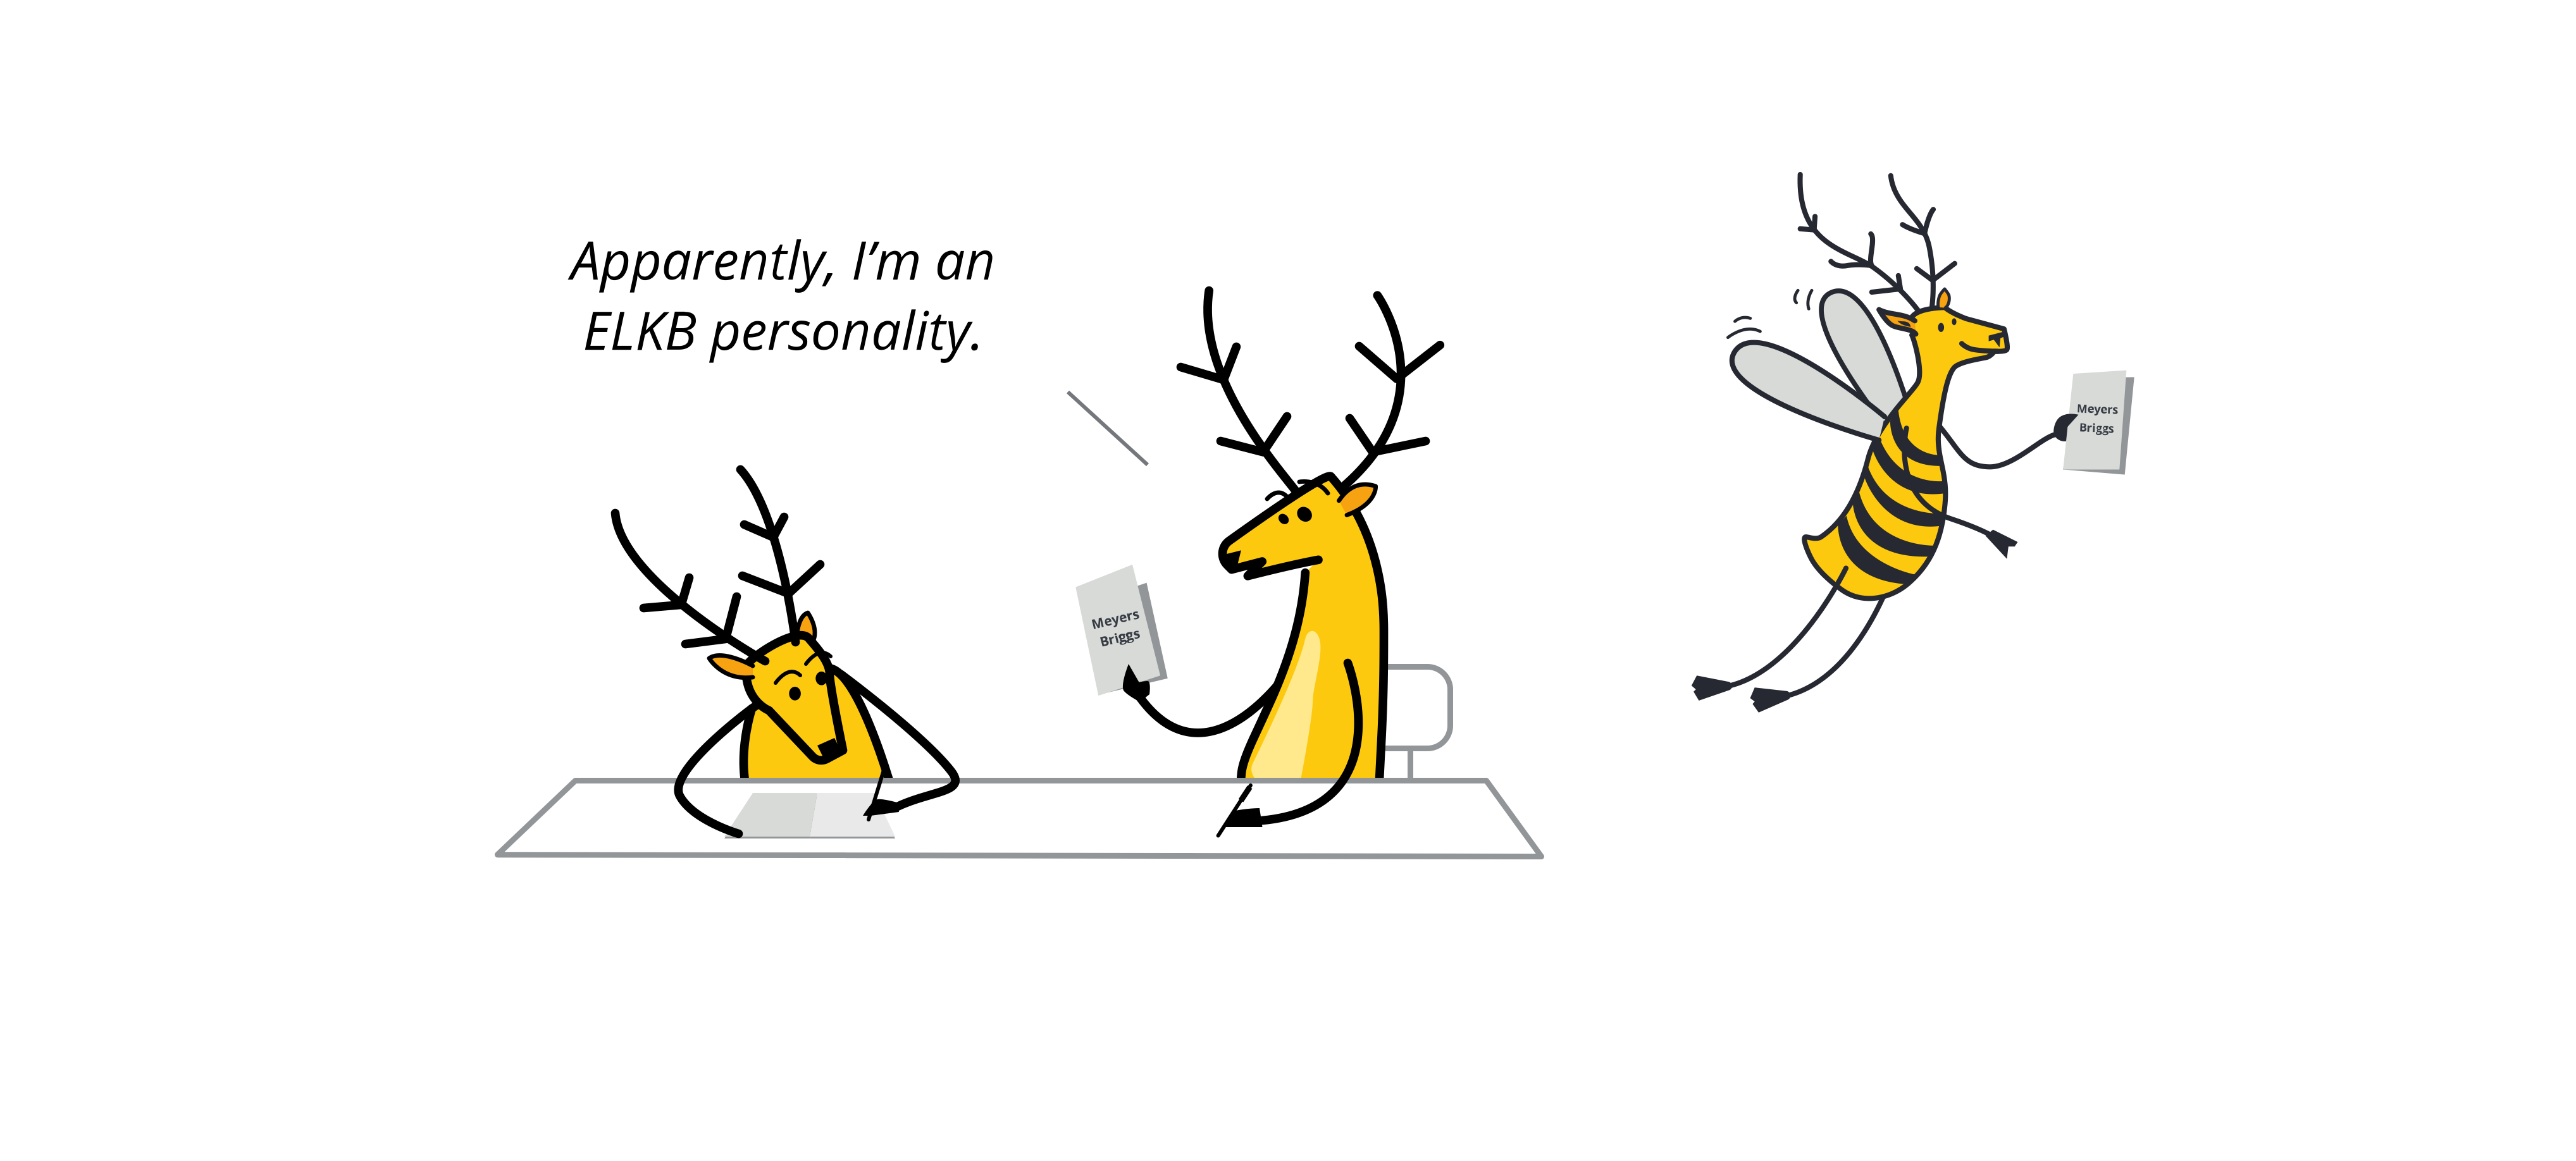 Apparently, I’m an
ELKB personality.
Meyers
Briggs
Meyers
Briggs